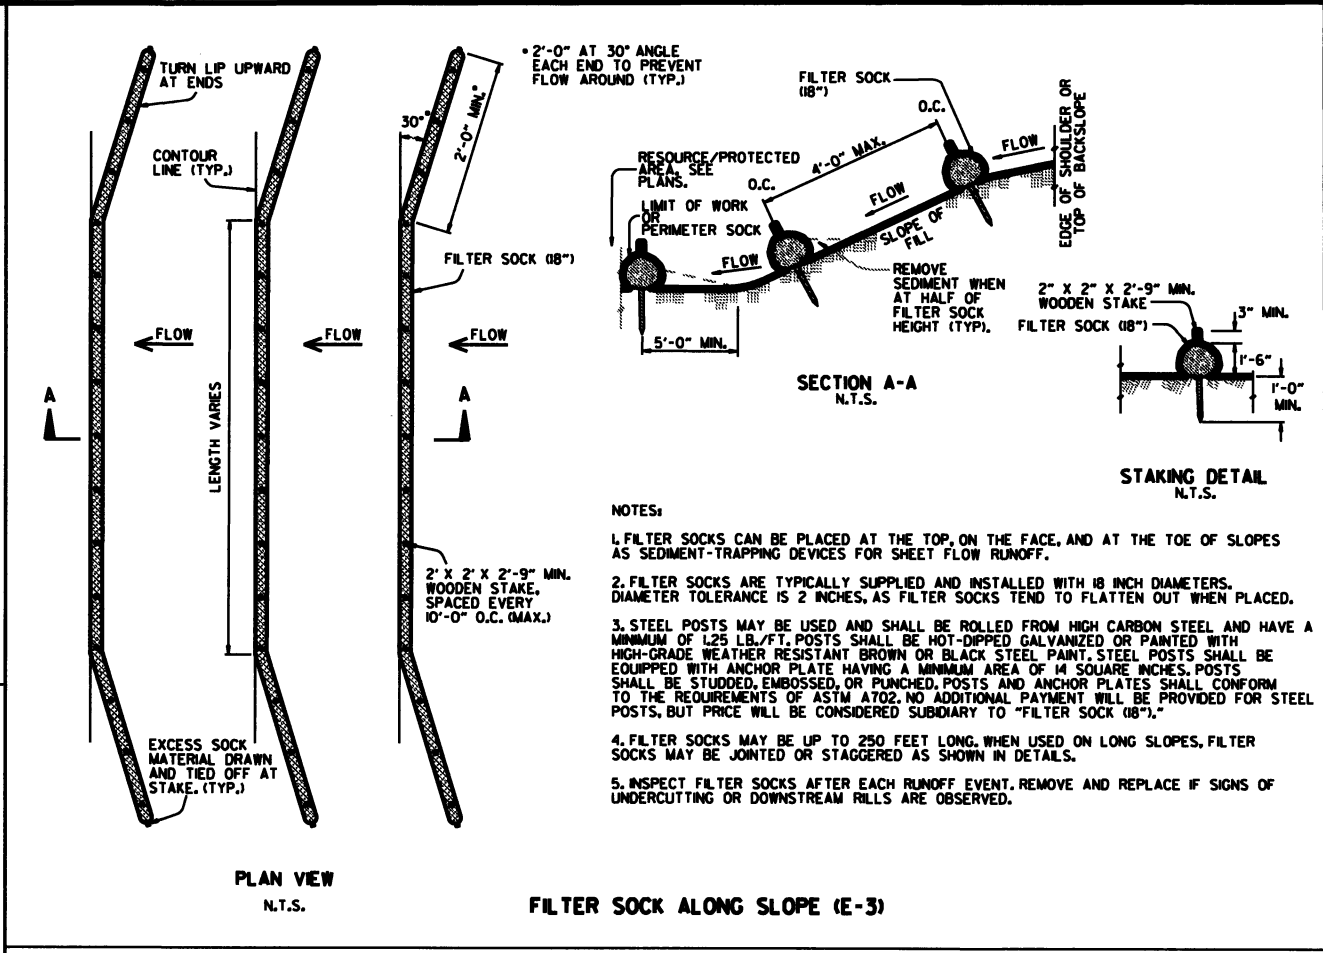 TURN LIP UPWARD
AT ENDS
CONTOUR
LINE (TYP.)
30°*
2'-0" MIN.*
* 2'-0" AT 30° ANGLE
EACH END TO PREVENT
FLOW AROUND (TYP.)
FILTER SOCK (18")
FLOW
FLOW
FLOW
A
A
LENGTH VARIES
2' X 2' X 2'-9" MIN.
WOODEN STAKE,
SPACED EVERY
10'-0" O.C. (MAX.)
EXCESS SOCK
MATERIAL DRAWN
AND TIED OFF AT
STAKE. (TYP.)
PLAN VIEW
N.T.S.
FILTER SOCK
(18")
O.C.
4'-0" MAX.
O.C.
FLOW
FLOW
FLOW
EDGE OF SHOULDER OR
TOP OF BACKSLOPE
RESOURCE/PROTECTED
AREA, SEE
PLANS.
LIMIT OF WORK
OR
PERIMETER SOCK
SLOPE OF
FILL
REMOVE
SEDIMENT WHEN
AT HALF OF
FILTER SOCK
HEIGHT (TYP).
5'-0" MIN.
SECTION A-A
N.T.S.
2" X 2" X 2'-9" MIN.
WOODEN STAKE
FILTER SOCK (18")
3" MIN.
1'-6"
1'-0"
MIN.
STAKING DETAIL
N.T.S.
NOTES:
1. FILTER SOCKS CAN BE PLACED AT THE TOP, ON THE FACE, AND AT THE TOE OF SLOPES
AS SEDIMENT-TRAPPING DEVICES FOR SHEET FLOW RUNOFF.
2. FILTER SOCKS ARE TYPICALLY SUPPLIED AND INSTALLED WITH 18 INCH DIAMETERS.
DIAMETER TOLERANCE IS 2 INCHES, AS FILTER SOCKS TEND TO FLATTEN OUT WHEN PLACED.
3. STEEL POSTS MAY BE USED AND SHALL BE ROLLED FROM HIGH CARBON STEEL AND HAVE A
MINIMUM OF 1.25 LB./FT. POSTS SHALL BE HOT-DIPPED GALVANIZED OR PAINTED WITH
HIGH-GRADE WEATHER RESISTANT BROWN OR BLACK STEEL PAINT. STEEL POSTS SHALL BE
EQUIPPED WITH ANCHOR PLATE HAVING A MINIMUM AREA OF 14 SQUARE INCHES. POSTS
SHALL BE STUDDED, EMBOSSED, OR PUNCHED. POSTS AND ANCHOR PLATES SHALL CONFORM
TO THE REQUIREMENTS OF ASTM A702. NO ADDITIONAL PAYMENT WILL BE PROVIDED FOR STEEL
POSTS, BUT PRICE WILL BE CONSIDERED SUBIDIARY TO "FILTER SOCK (18")."
4. FILTER SOCKS MAY BE UP TO 250 FEET LONG. WHEN USED ON LONG SLOPES, FILTER
SOCKS MAY BE JOINTED OR STAGGERED AS SHOWN IN DETAILS.
5. INSPECT FILTER SOCKS AFTER EACH RUNOFF EVENT. REMOVE AND REPLACE IF SIGNS OF
UNDERCUTTING OR DOWNSTREAM RILLS ARE OBSERVED.
FILTER SOCK ALONG SLOPE (E-3)